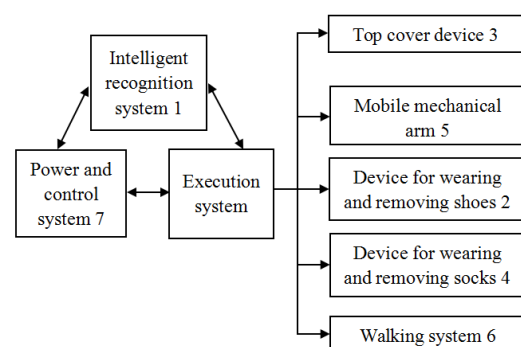 Intelligent
recognition
system 1
Power and
control
system 7
Execution
system
Top cover device 3
Mobile mechanical
arm 5
Device for wearing
and removing shoes 2
Device for wearing
and removing socks 4
Walking system 6